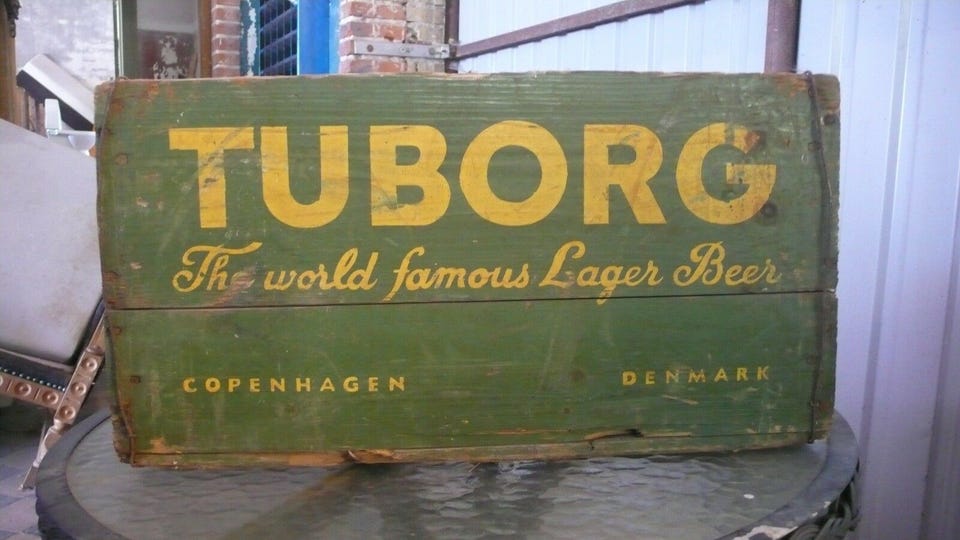 TUBORG
The world famous Lager Beer
COPENHAGEN DENMARK